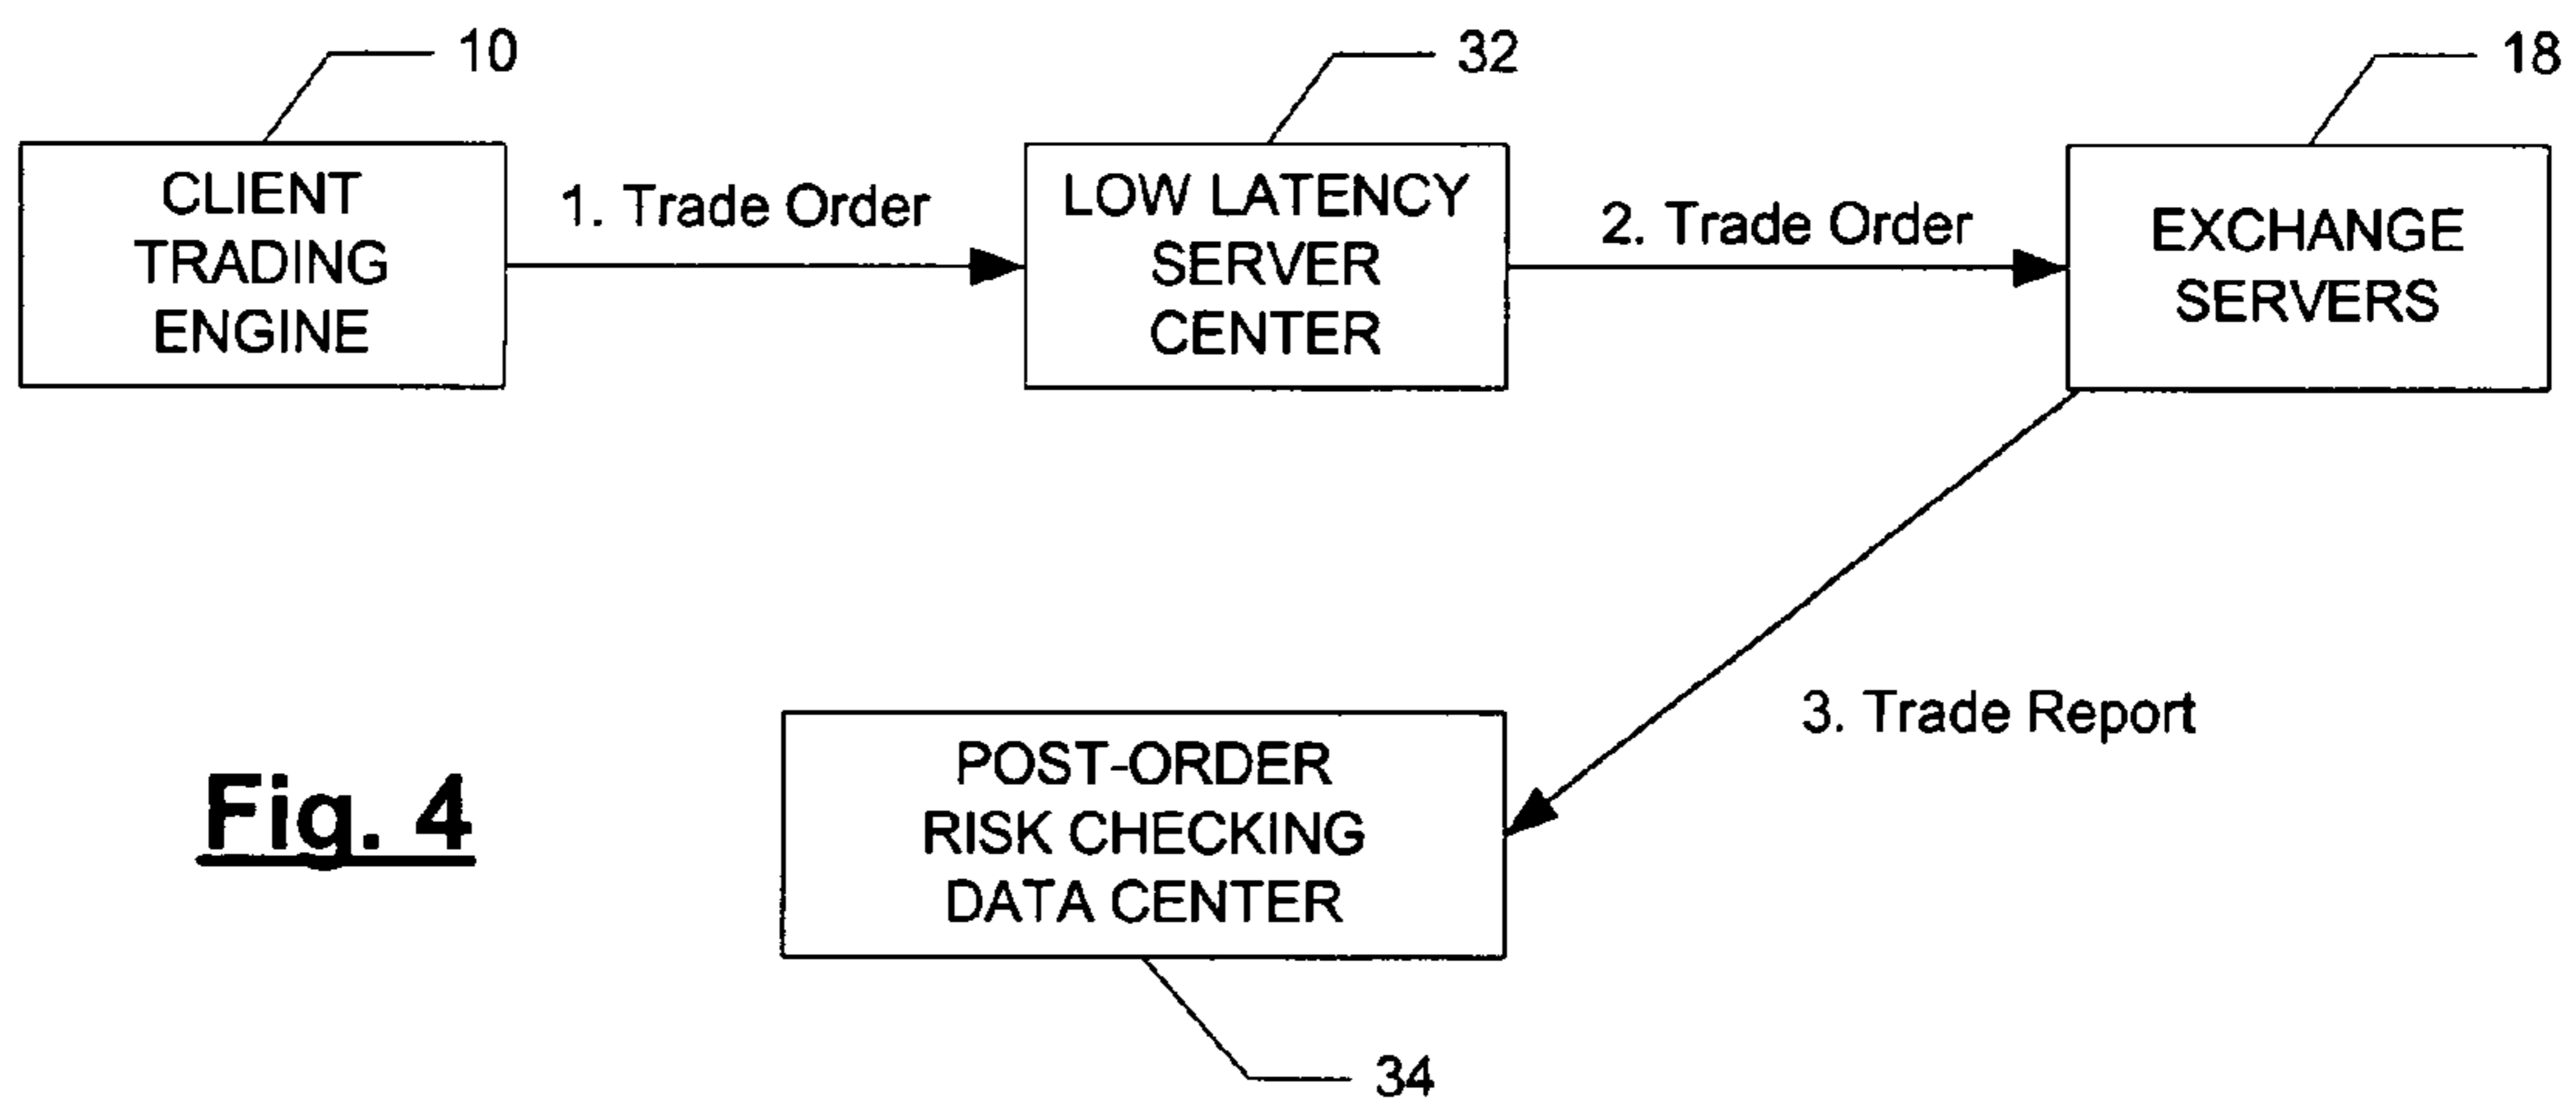 10
32
18
CLIENT
TRADING
ENGINE
1. Trade Order
LOW LATENCY
SERVER
CENTER
2. Trade Order
EXCHANGE
SERVERS
3. Trade Report
POST-ORDER
RISK CHECKING
DATA CENTER
Fig. 4
34